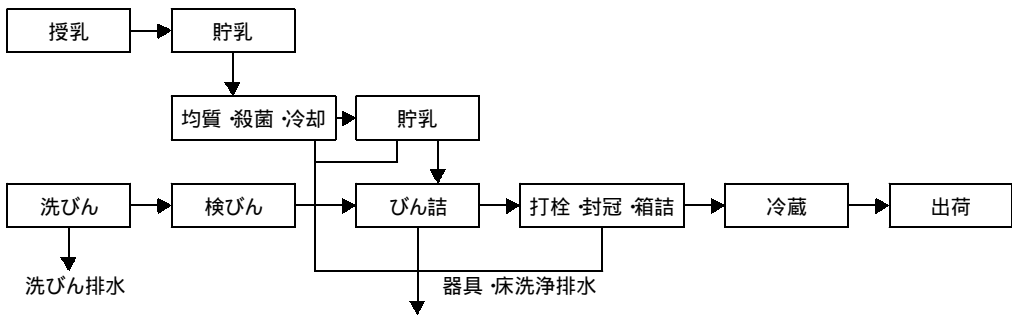 授乳
貯乳
均質・殺菌・冷却
貯乳
洗びん
検びん
びん詰
打栓・封冠・箱詰
冷蔵
出荷
洗びん排水
器具・床洗浄排水